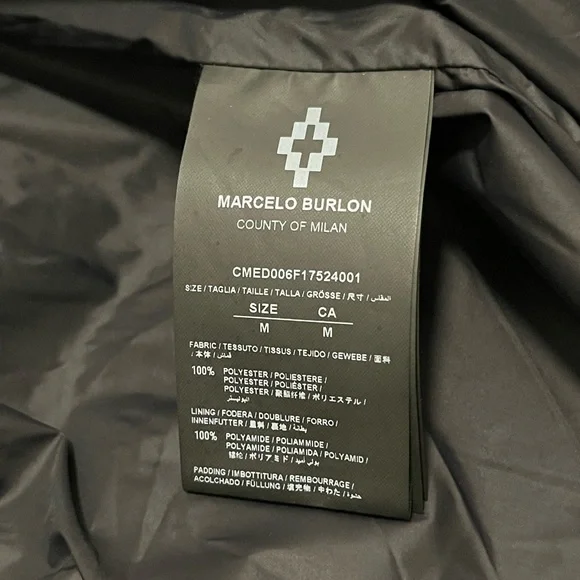 MARCELO BURLON
COUNTY OF MILAN
CMED006F17524001
SIZE / TAGLIA / TAILLE / TALLA / GRÖSSE / 尺寸 / المقاس
SIZE CA
M M
FABRIC / TESSUTO / TISSUS / TEJIDO / GEWEBE / 面料
/ 本体 / قماش
100% POLYESTER / POLIESTERE /
POLYESTER / POLIÉSTER /
POLYESTER / 聚酯纤维 / ポリエステル /
البوليستر
LINING / FODERA / DOUBLURE / FORRO /
INNENFUTTER / 里料 / 裏地 / بطانة
100% POLYAMIDE / POLIAMMIDE /
POLYAMIDE / POLIAMIDA / POLYAMID /
锦纶 / ポリアミド / بولي أميد
PADDING / IMBOTTITURA / REMBOURRAGE /
ACOLCHADO / FÜLLUNG / 填充物 / 中わた / حشوة